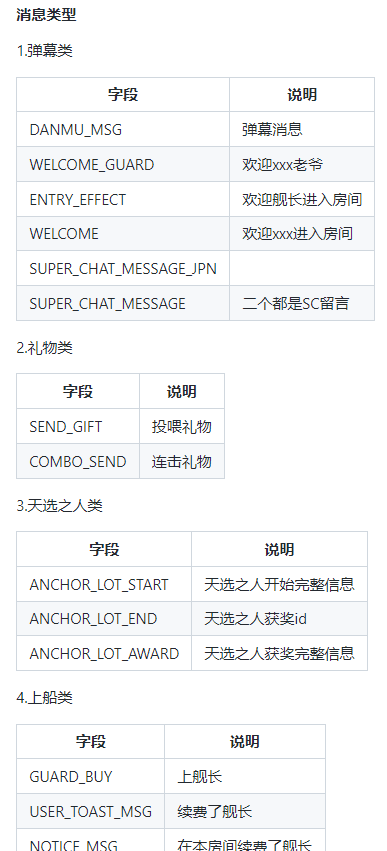 消息类型
1.弹幕类
字段 说明
DANMU_MSG 弹幕消息
WELCOME_GUARD 欢迎xxx老爷
ENTRY_EFFECT 欢迎舰长进入房间
WELCOME 欢迎xxx进入房间
SUPER_CHAT_MESSAGE_JPN
SUPER_CHAT_MESSAGE 二个都是SC留言
2.礼物类
字段 说明
SEND_GIFT 投喂礼物
COMBO_SEND 连击礼物
3.天选之人类
字段 说明
ANCHOR_LOT_START 天选之人开始完整信息
ANCHOR_LOT_END 天选之人获奖id
ANCHOR_LOT_AWARD 天选之人获奖完整信息
4.上船类
字段 说明
GUARD_BUY 上舰长
USER_TOAST_MSG 续费了舰长
NOTICE_MSG 在本房间续费了舰长